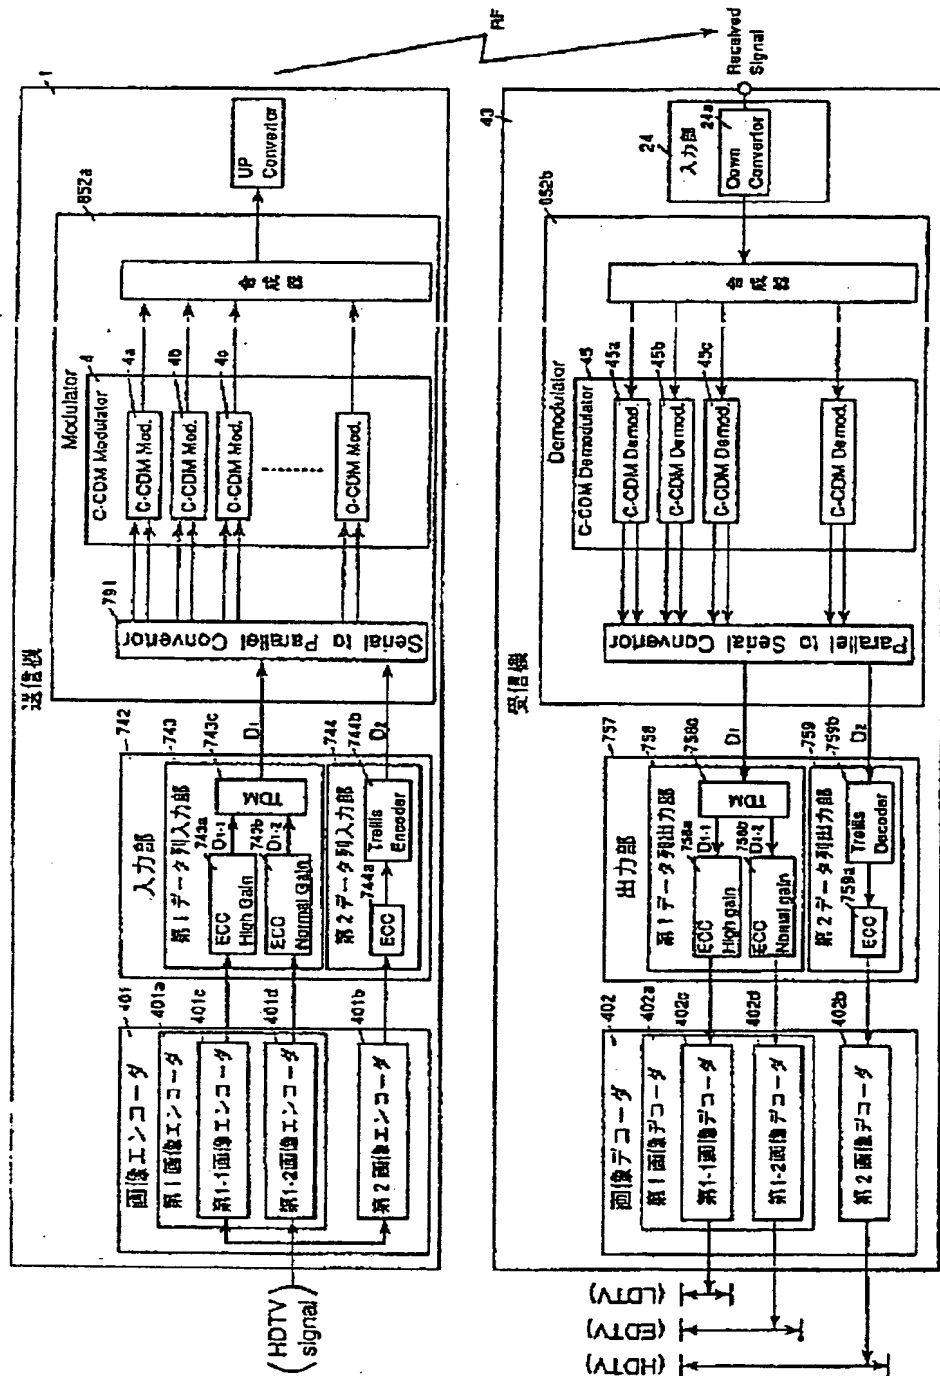 送信機
1
(HDTV signal)
画像エンコーダ
401
第1画像エンコーダ
401a
第1-1画像エンコーダ
401c
第1-2画像エンコーダ
401d
第2画像エンコーダ
401b
入力部
742
第1データ列入力部
743
743a
ECC
High Gain
D1-1
743b
ECC
Normal Gain
D1-2
TDM
743c
D1
第2データ列入力部
744
744a
ECC
Trellis
Encoder
744b
D2
Modulator
852a
791
Serial to Parallel Convertor
C-CDM Modulator
4
C-CDM Mod.
4a
C-CDM Mod.
4b
C-CDM Mod.
4c
C-CDM Mod.
合成器
UP
Convertor
RF
受信機
43
Received
Signal
24
入力部
24a
Down
Convertor
Demodulator
852b
合成器
C-CDM Demodulator
45
C-CDM Demod.
45a
C-CDM Demod.
45b
C-CDM Demod.
45c
C-CDM Demod.
Parallel to Serial Convertor
D1
D2
出力部
757
第1データ列出力部
758
TDM
758c
D1-1
758a
ECC
High gain
D1-2
758b
ECC
Normal gain
第2データ列出力部
759
Trellis
Decoder
759b
759a
ECC
画像デコーダ
402
第1画像デコーダ
402a
第1-1画像デコーダ
402c
第1-2画像デコーダ
402d
第2画像デコーダ
402b
(LDTV)
(EDTV)
(HDTV)